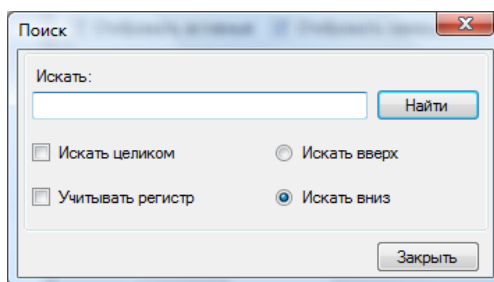 Поиск
Искать:
Найти
Искать целиком
Искать вверх
Учитывать регистр
Искать вниз
Закрыть